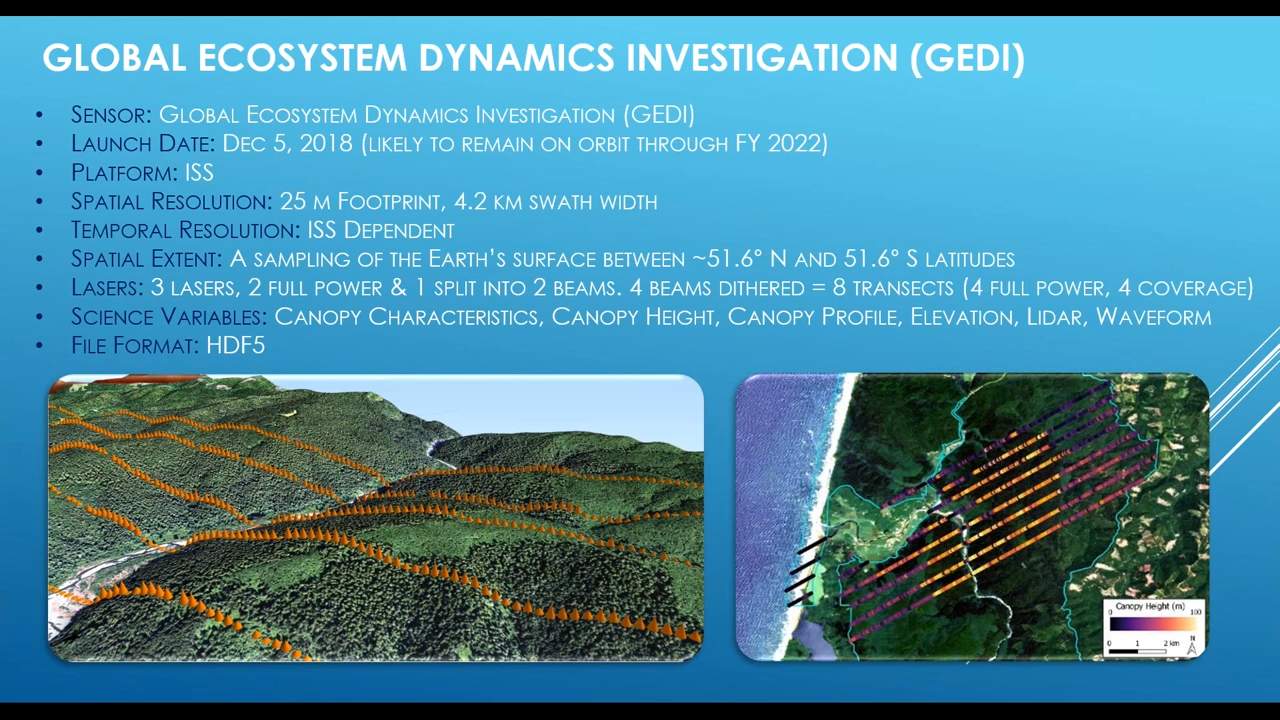 GLOBAL ECOSYSTEM DYNAMICS INVESTIGATION (GEDI)
• SENSOR: GLOBAL ECOSYSTEM DYNAMICS INVESTIGATION (GEDI)
• LAUNCH DATE: DEC 5, 2018 (LIKELY TO REMAIN ON ORBIT THROUGH FY 2022)
• PLATFORM: ISS
• SPATIAL RESOLUTION: 25 M FOOTPRINT, 4.2 KM SWATH WIDTH
• TEMPORAL RESOLUTION: ISS DEPENDENT
• SPATIAL EXTENT: A SAMPLING OF THE EARTH'S SURFACE BETWEEN ~51.6° N AND 51.6° S LATITUDES
• LASERS: 3 LASERS, 2 FULL POWER & 1 SPLIT INTO 2 BEAMS. 4 BEAMS DITHERED = 8 TRANSECTS (4 FULL POWER, 4 COVERAGE)
• SCIENCE VARIABLES: CANOPY CHARACTERISTICS, CANOPY HEIGHT, CANOPY PROFILE, ELEVATION, LIDAR, WAVEFORM
• FILE FORMAT: HDF5
Canopy Height (m)
0 100
N
0 1 2 km